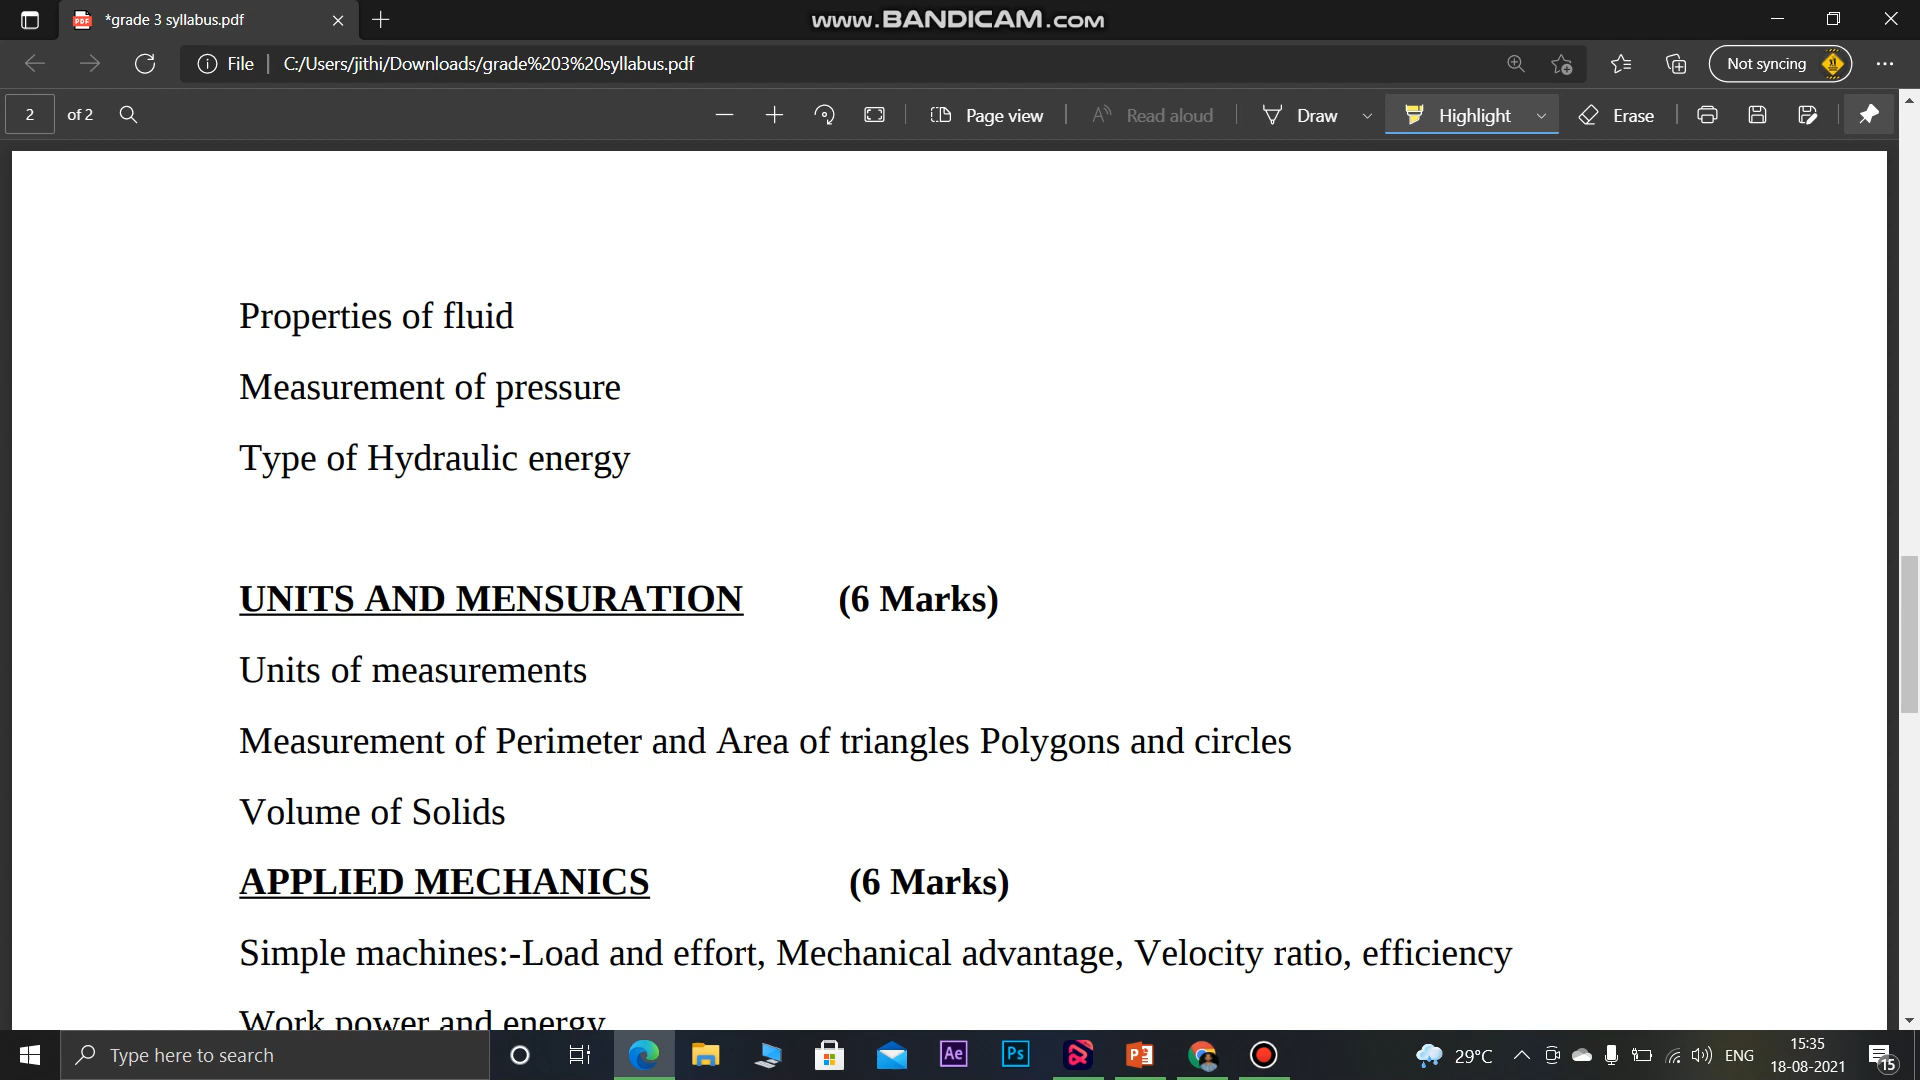 *grade 3 syllabus.pdf
www.BANDICAM.com
File
C:/Users/jithi/Downloads/grade%203%20syllabus.pdf
Not syncing
2 of 2
Page view
Read aloud
Draw
Highlight
Erase
Properties of fluid
Measurement of pressure
Type of Hydraulic energy
UNITS AND MENSURATION (6 Marks)
Units of measurements
Measurement of Perimeter and Area of triangles Polygons and circles
Volume of Solids
APPLIED MECHANICS (6 Marks)
Simple machines:-Load and effort, Mechanical advantage, Velocity ratio, efficiency
Work power and energy
Type here to search
Ae
Ps
29°C
ENG
15:35
18-08-2021
15